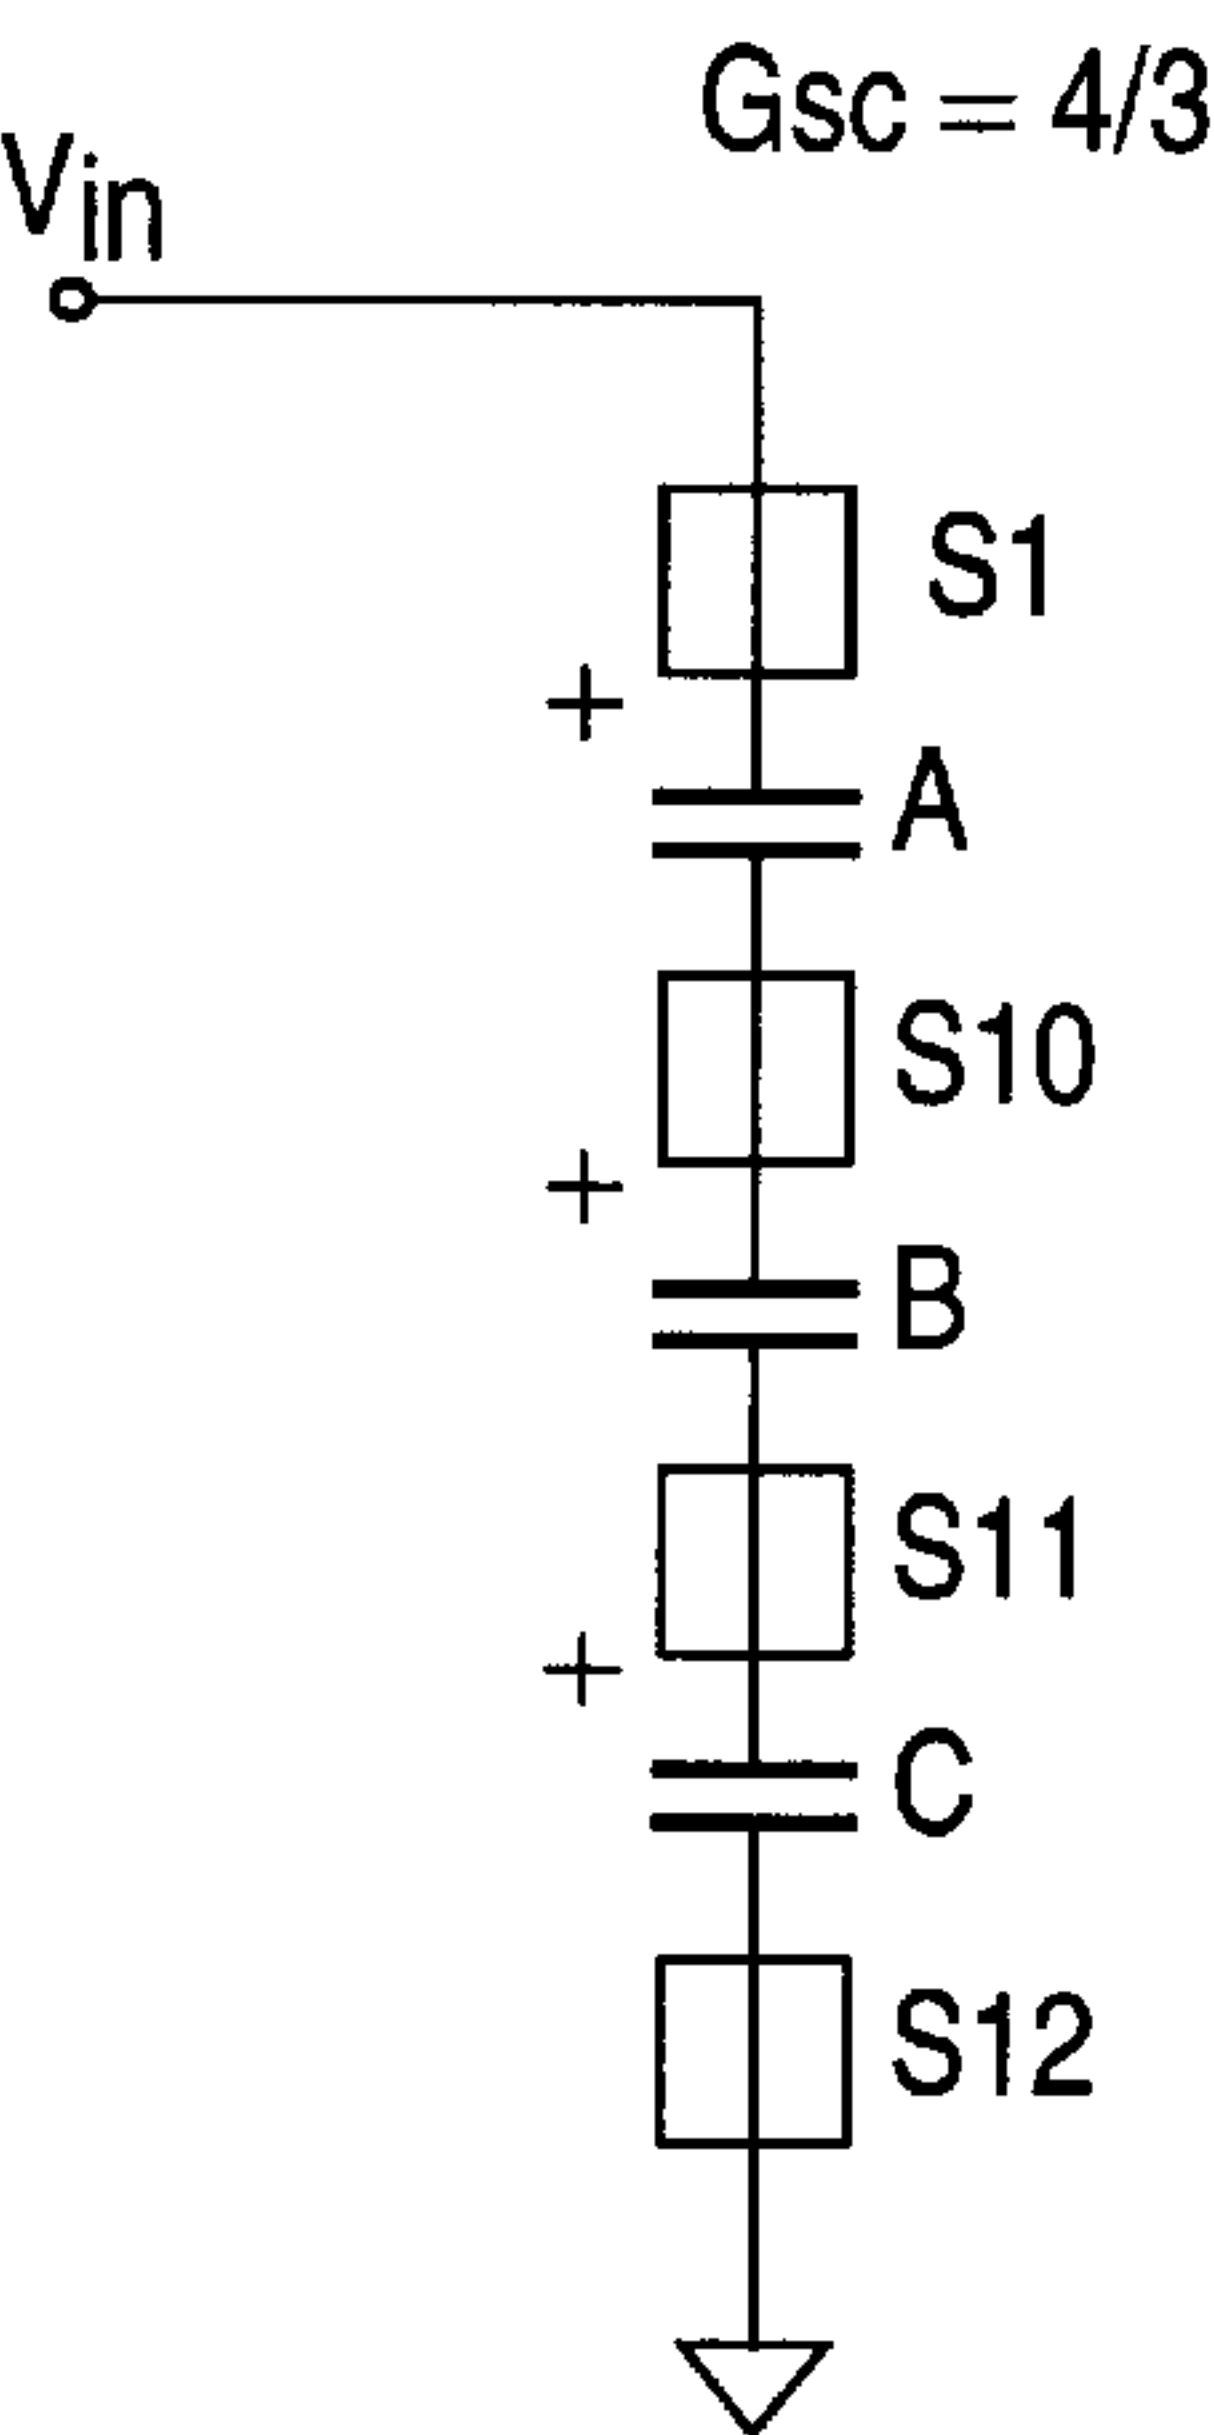 Gsc = 4/3
Vin
S1
+
A
S10
+
B
S11
+
C
S12